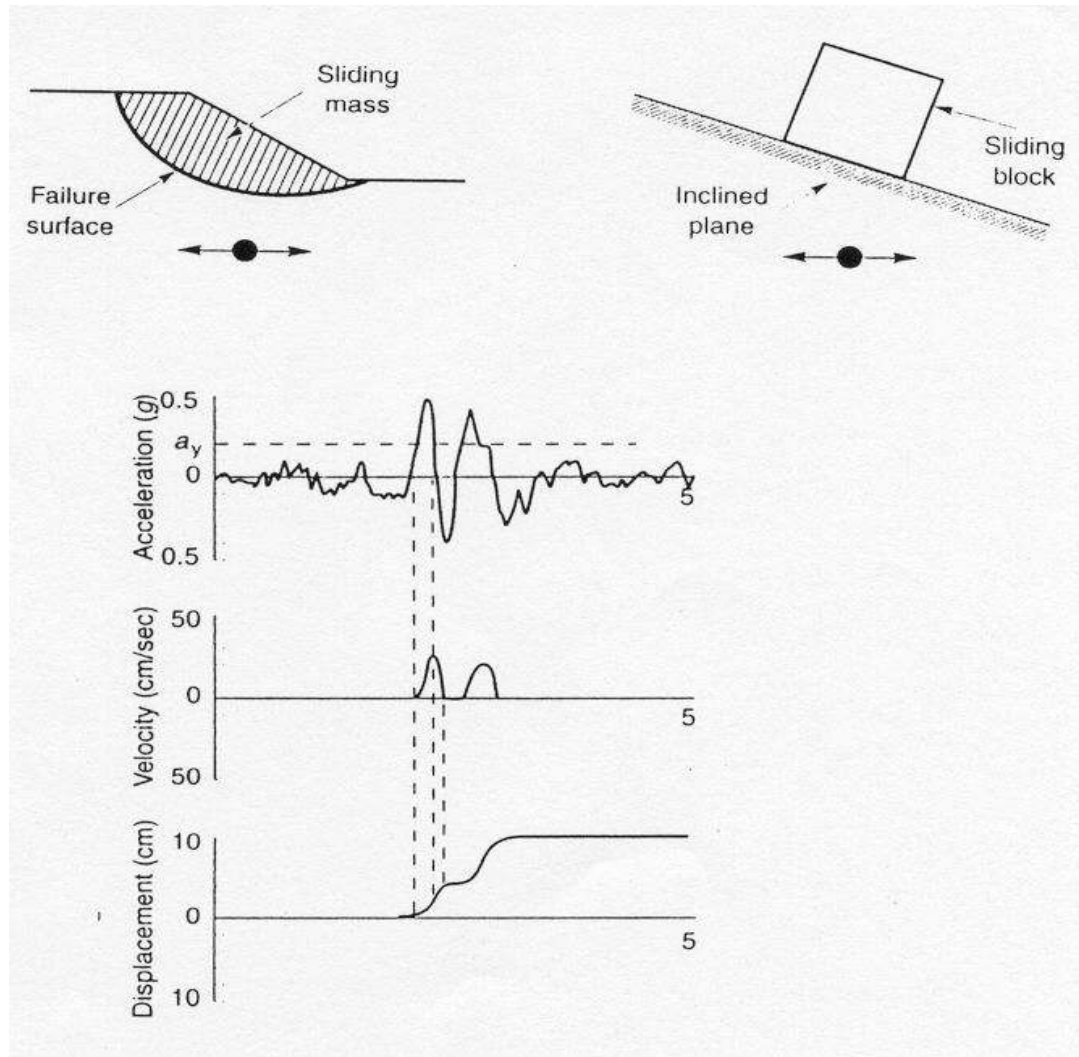 Sliding
mass
Failure
surface
Sliding
block
Inclined
plane
Acceleration (g)
0.5
ay
0
0.5
5
Velocity (cm/sec)
50
0
50
5
Displacement (cm)
10
0
10
5